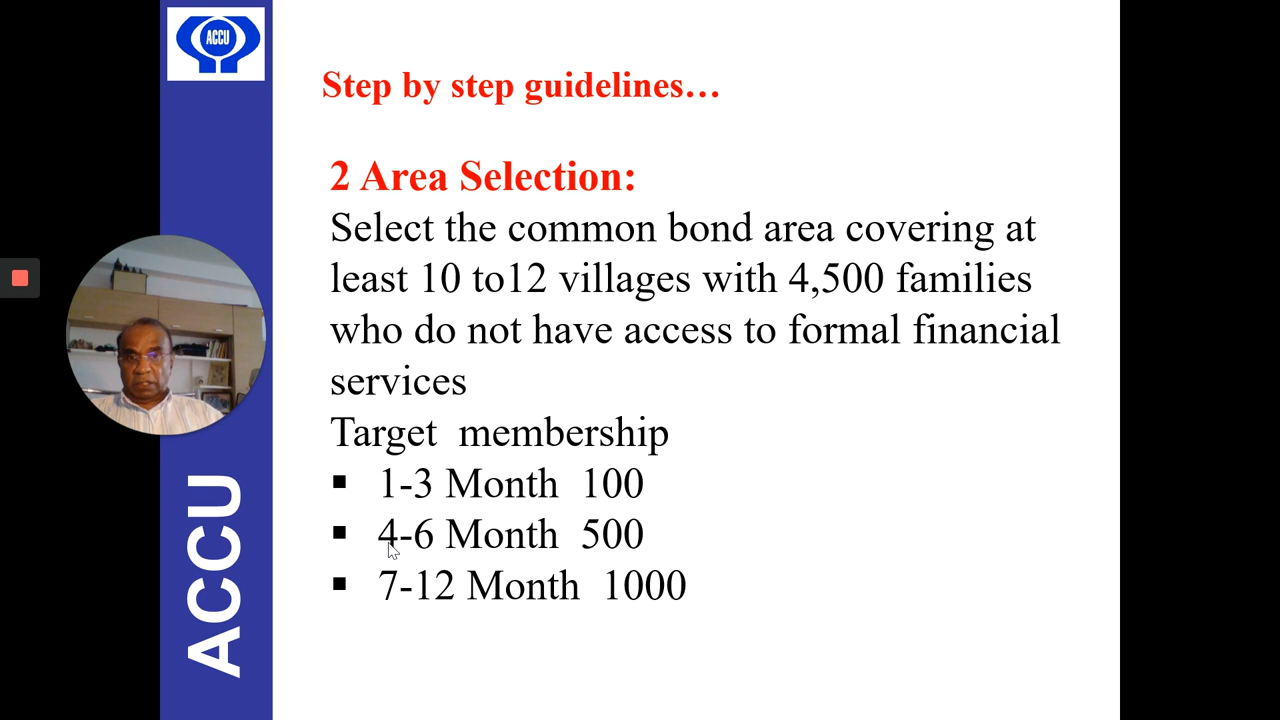 ACCU
Step by step guidelines…
2 Area Selection:
Select the common bond area covering at
least 10 to12 villages with 4,500 families
who do not have access to formal financial
services
Target membership
▪ 1-3 Month 100
▪ 4-6 Month 500
▪ 7-12 Month 1000
ACCU